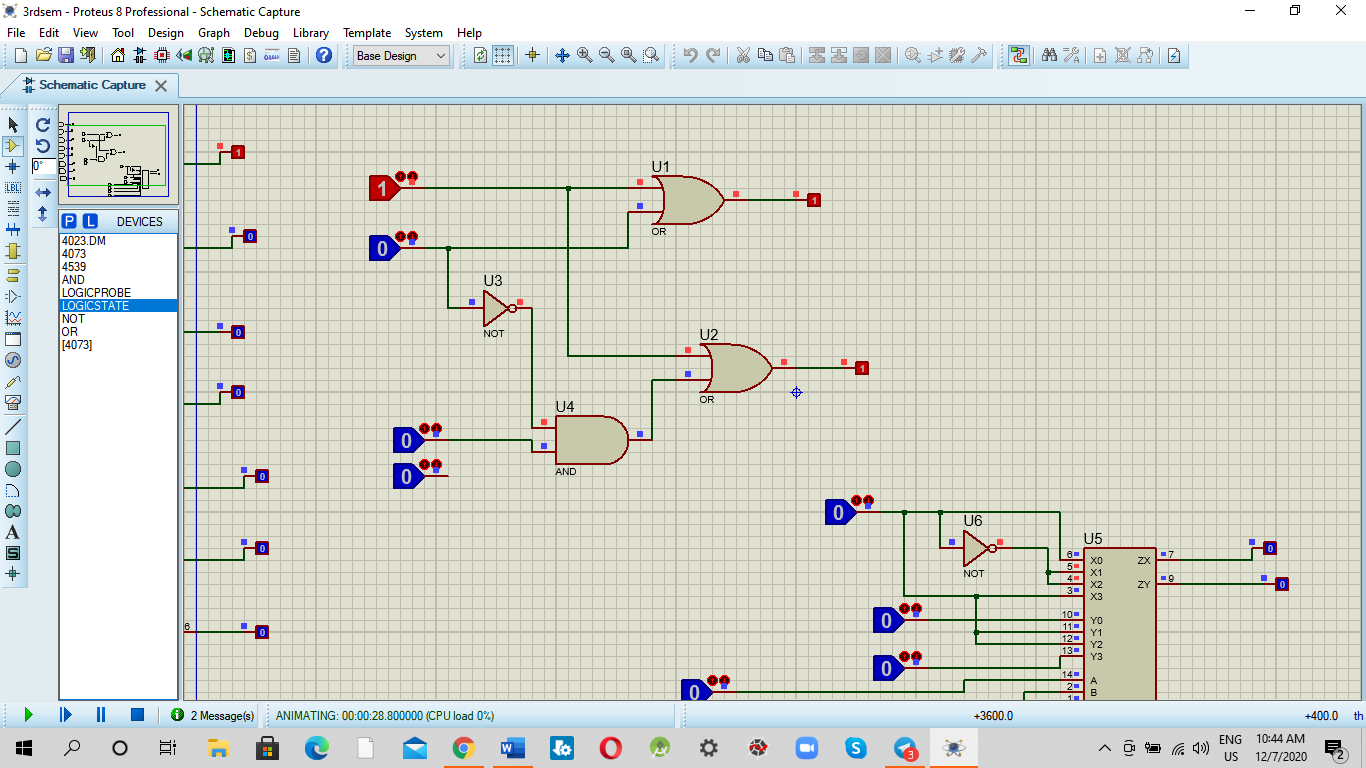 3rdsem - Proteus 8 Professional - Schematic Capture
File Edit View Tool Design Graph Debug Library Template System Help
Base Design
Schematic Capture
0°
LBL
A
S
P L DEVICES
4023.DM
4073
4539
AND
LOGICPROBE
LOGICSTATE
NOT
OR
[4073]
1
0
0
0
0
0
6
0
1
0
U1
OR
1
U3
NOT
U2
OR
1
U4
AND
0
0
0
U6
NOT
U5
6 X0 ZX 7
5 X1
4 X2 ZY 9
3 X3
10 Y0
11 Y1
12 Y2
13 Y3
14 A
2 B
1
0
0
0
0
0
2 Message(s)
ANIMATING: 00:00:28.800000 (CPU load 0%)
+3600.0
+400.0 th
W
S
3
ENG
US
10:44 AM
12/7/2020
2